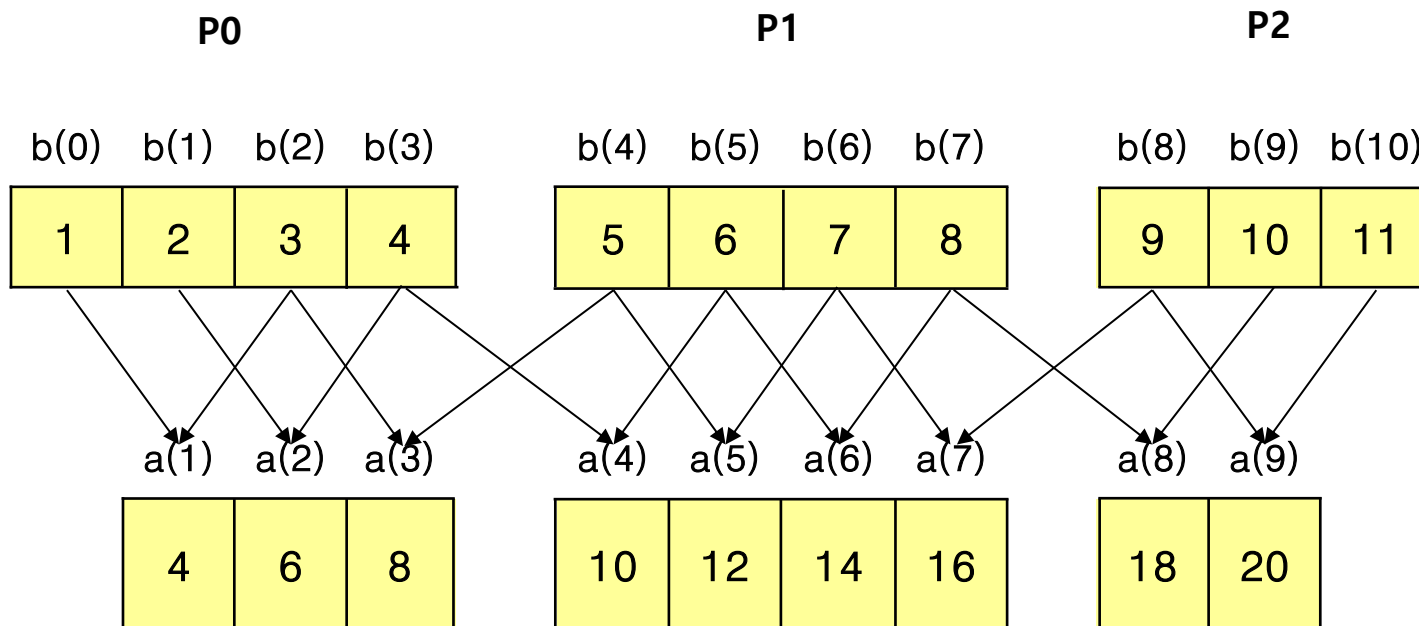 P0 P1 P2
b(0) b(1) b(2) b(3) b(4) b(5) b(6) b(7) b(8) b(9) b(10)
1 2 3 4 5 6 7 8 9 10 11
a(1) a(2) a(3) a(4) a(5) a(6) a(7) a(8) a(9)
4 6 8 10 12 14 16 18 20